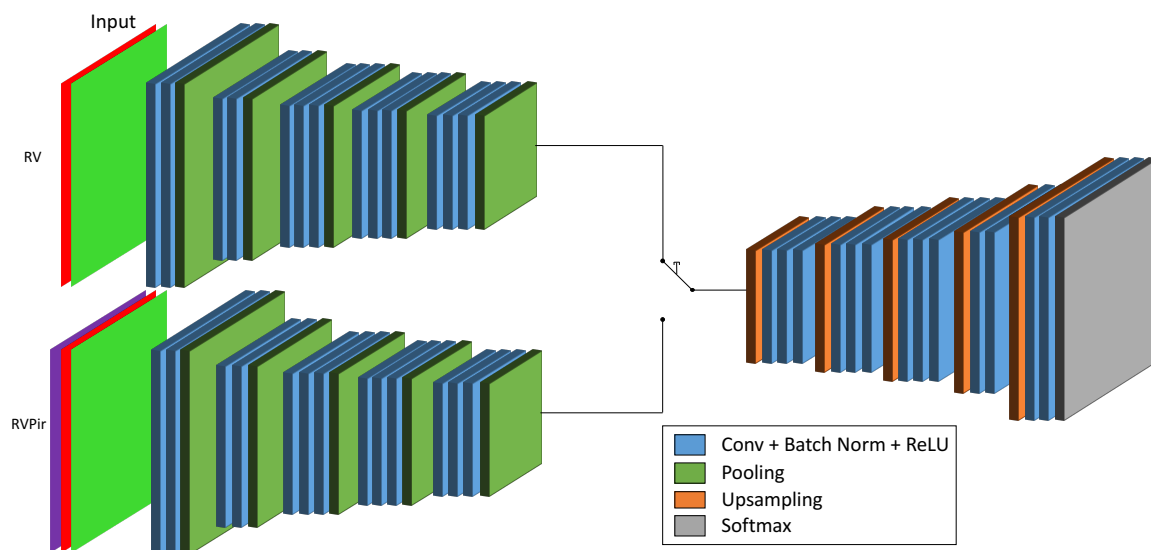 Input
RV
RVPir
Conv + Batch Norm + ReLU
Pooling
Upsampling
Softmax